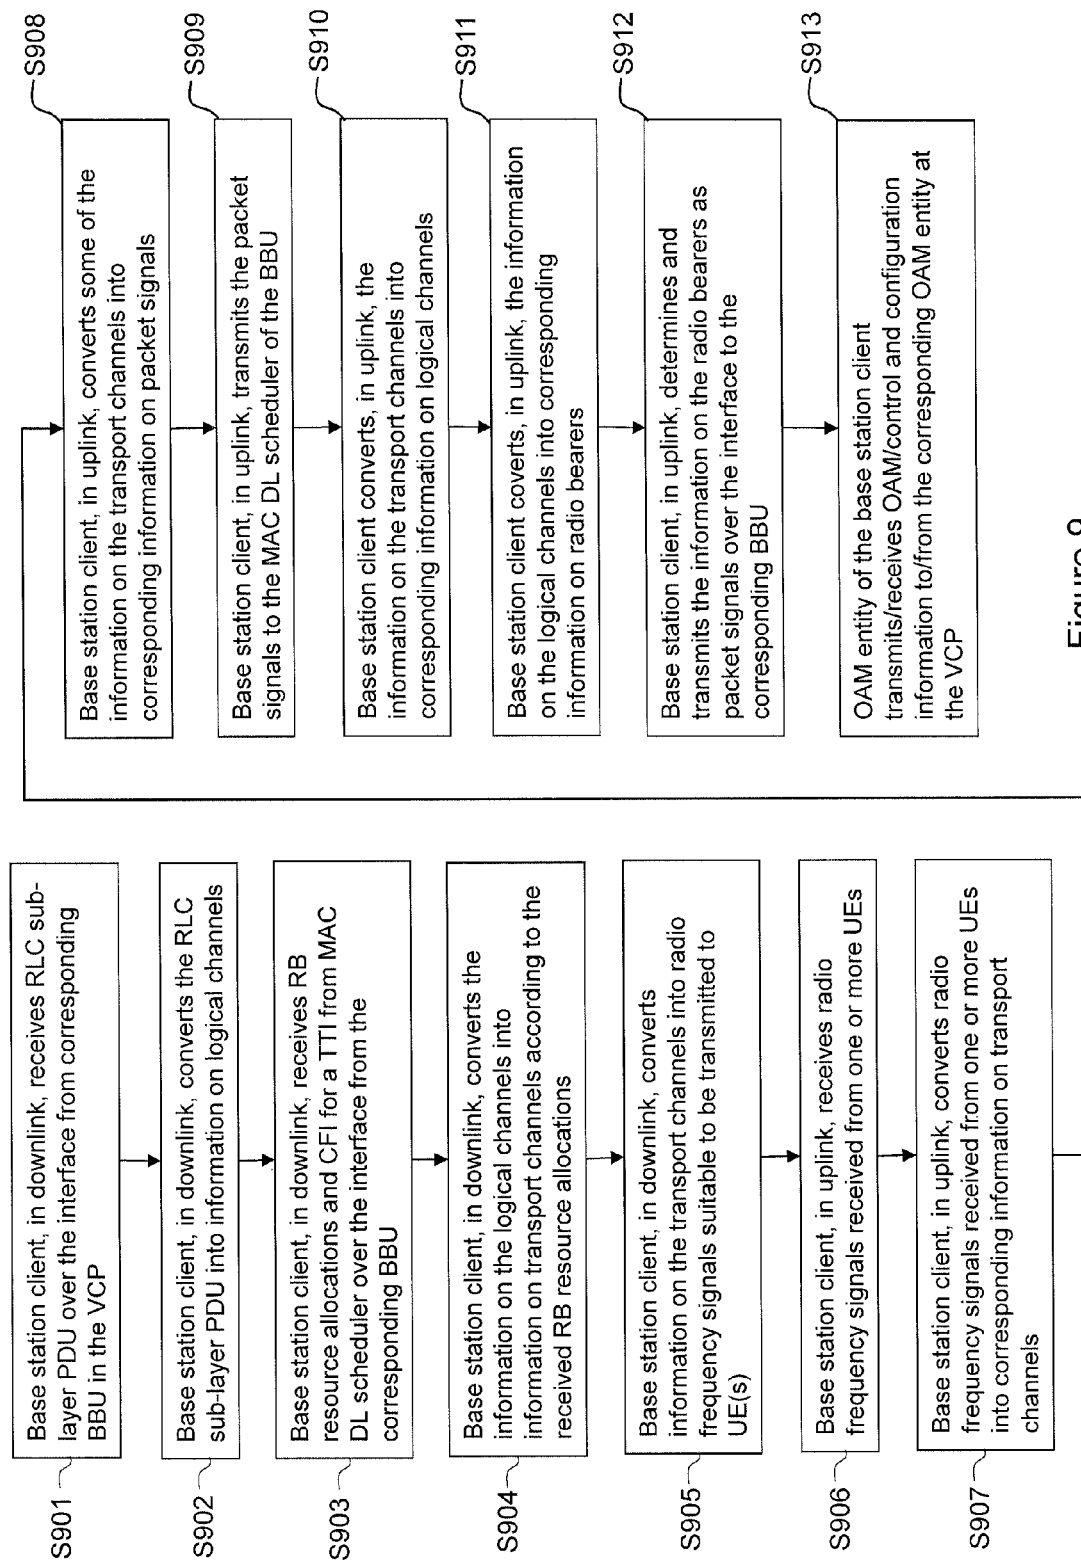 S901
Base station client, in downlink, receives RLC sub-
layer PDU over the interface from corresponding
BBU in the VCP
S902
Base station client, in downlink, converts the RLC
sub-layer PDU into information on logical channels
S903
Base station client, in downlink, receives RB
resource allocations and CFI for a TTI from MAC
DL scheduler over the interface from the
corresponding BBU
S904
Base station client, in downlink, converts the
information on the logical channels into
information on transport channels according to the
received RB resource allocations
S905
Base station client, in downlink, converts
information on the transport channels into radio
frequency signals suitable to be transmitted to
UE(s)
S906
Base station client, in uplink, receives radio
frequency signals received from one or more UEs
S907
Base station client, in uplink, converts radio
frequency signals received from one or more UEs
into corresponding information on transport
channels
S908
Base station client, in uplink, converts some of the
information on the transport channels into
corresponding information on packet signals
S909
Base station client, in uplink, transmits the packet
signals to the MAC DL scheduler of the BBU
S910
Base station client converts, in uplink, the
information on the transport channels into
corresponding information on logical channels
S911
Base station client coverts, in uplink, the information
on the logical channels into corresponding
information on radio bearers
S912
Base station client, in uplink, determines and
transmits the information on the radio bearers as
packet signals over the interface to the
corresponding BBU
S913
OAM entity of the base station client
transmits/receives OAM/control and configuration
information to/from the corresponding OAM entity at
the VCP
Figure 9